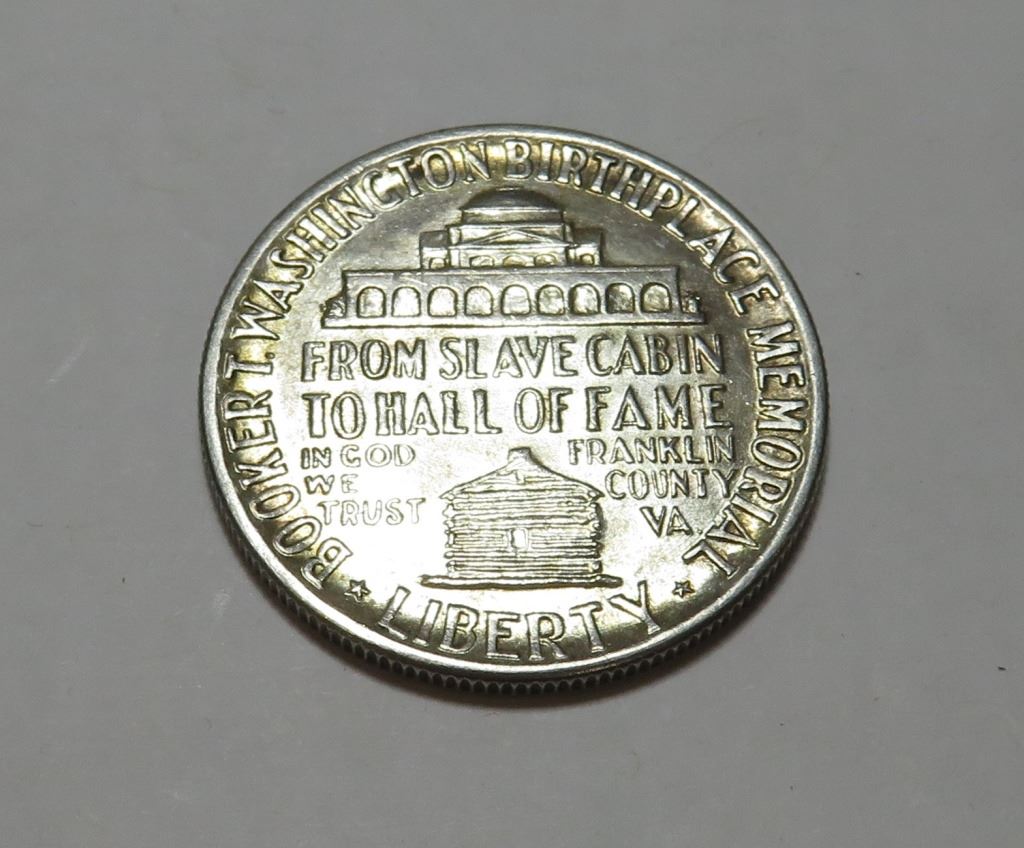 BOOKER T. WASHINGTON BIRTHPLACE MEMORIAL
FROM SLAVE CABIN
TO HALL OF FAME
IN GOD
WE
TRUST
FRANKLIN
COUNTY
VA.
LIBERTY